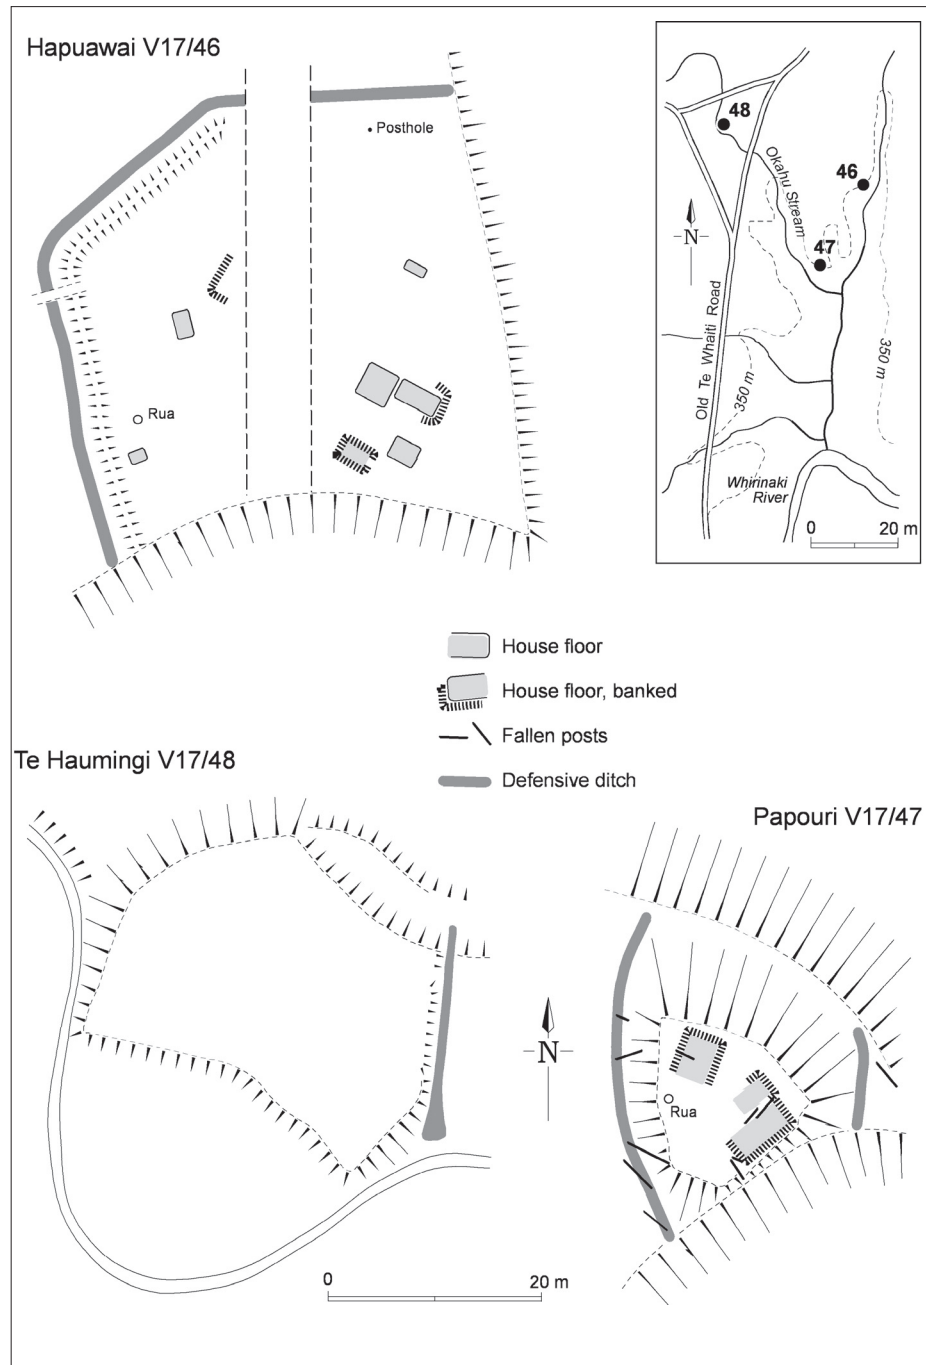 Hapuawai V17/46
Posthole
Rua
48
46
47
Okahu Stream
N
Old Te Whaiti Road
350 m
350 m
Whirinaki
River
0 20 m
House floor
House floor, banked
Fallen posts
Defensive ditch
Te Haumingi V17/48
Papouri V17/47
N
Rua
0 20 m